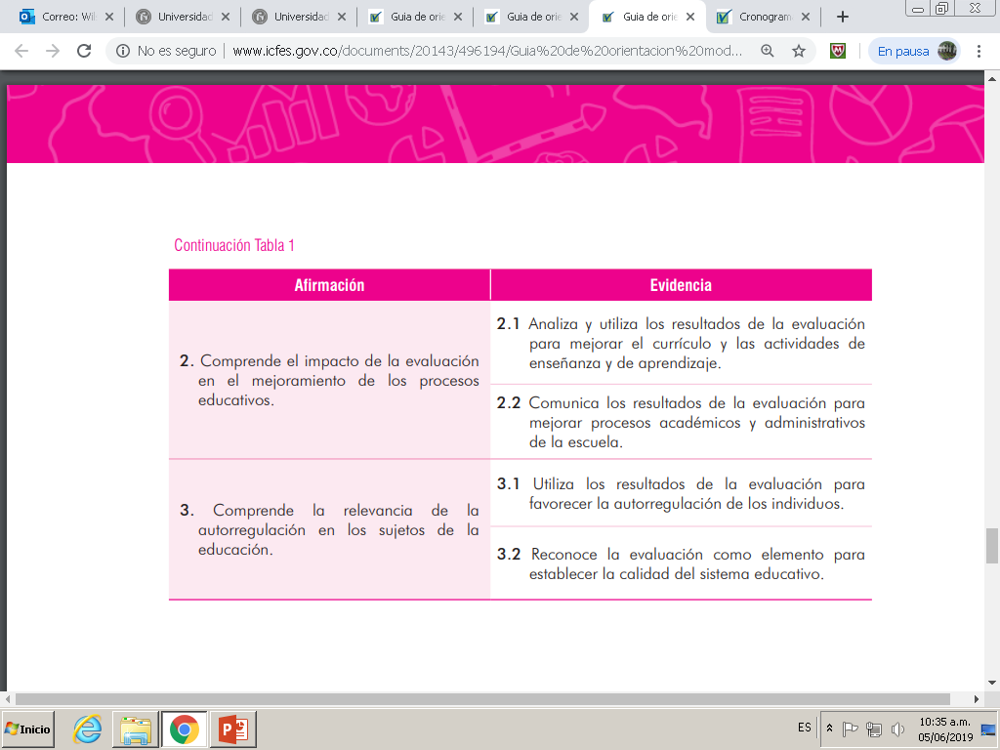 Correo: Wil
Universidad
Universidad
Guia de orie
Guia de orie
Guia de orie
Cronogram
No es seguro | www.icfes.gov.co/documents/20143/496194/Guia%20de%20orientacion%20mod...
En pausa
Continuación Tabla 1
Afirmación
Evidencia
2. Comprende el impacto de la evaluación
en el mejoramiento de los procesos
educativos.
2.1 Analiza y utiliza los resultados de la evaluación
para mejorar el currículo y las actividades de
enseñanza y de aprendizaje.
2.2 Comunica los resultados de la evaluación para
mejorar procesos académicos y administrativos
de la escuela.
3. Comprende la relevancia de la
autorregulación en los sujetos de la
educación.
3.1 Utiliza los resultados de la evaluación para
favorecer la autorregulación de los individuos.
3.2 Reconoce la evaluación como elemento para
establecer la calidad del sistema educativo.
Inicio
ES
10:35 a.m.
05/06/2019